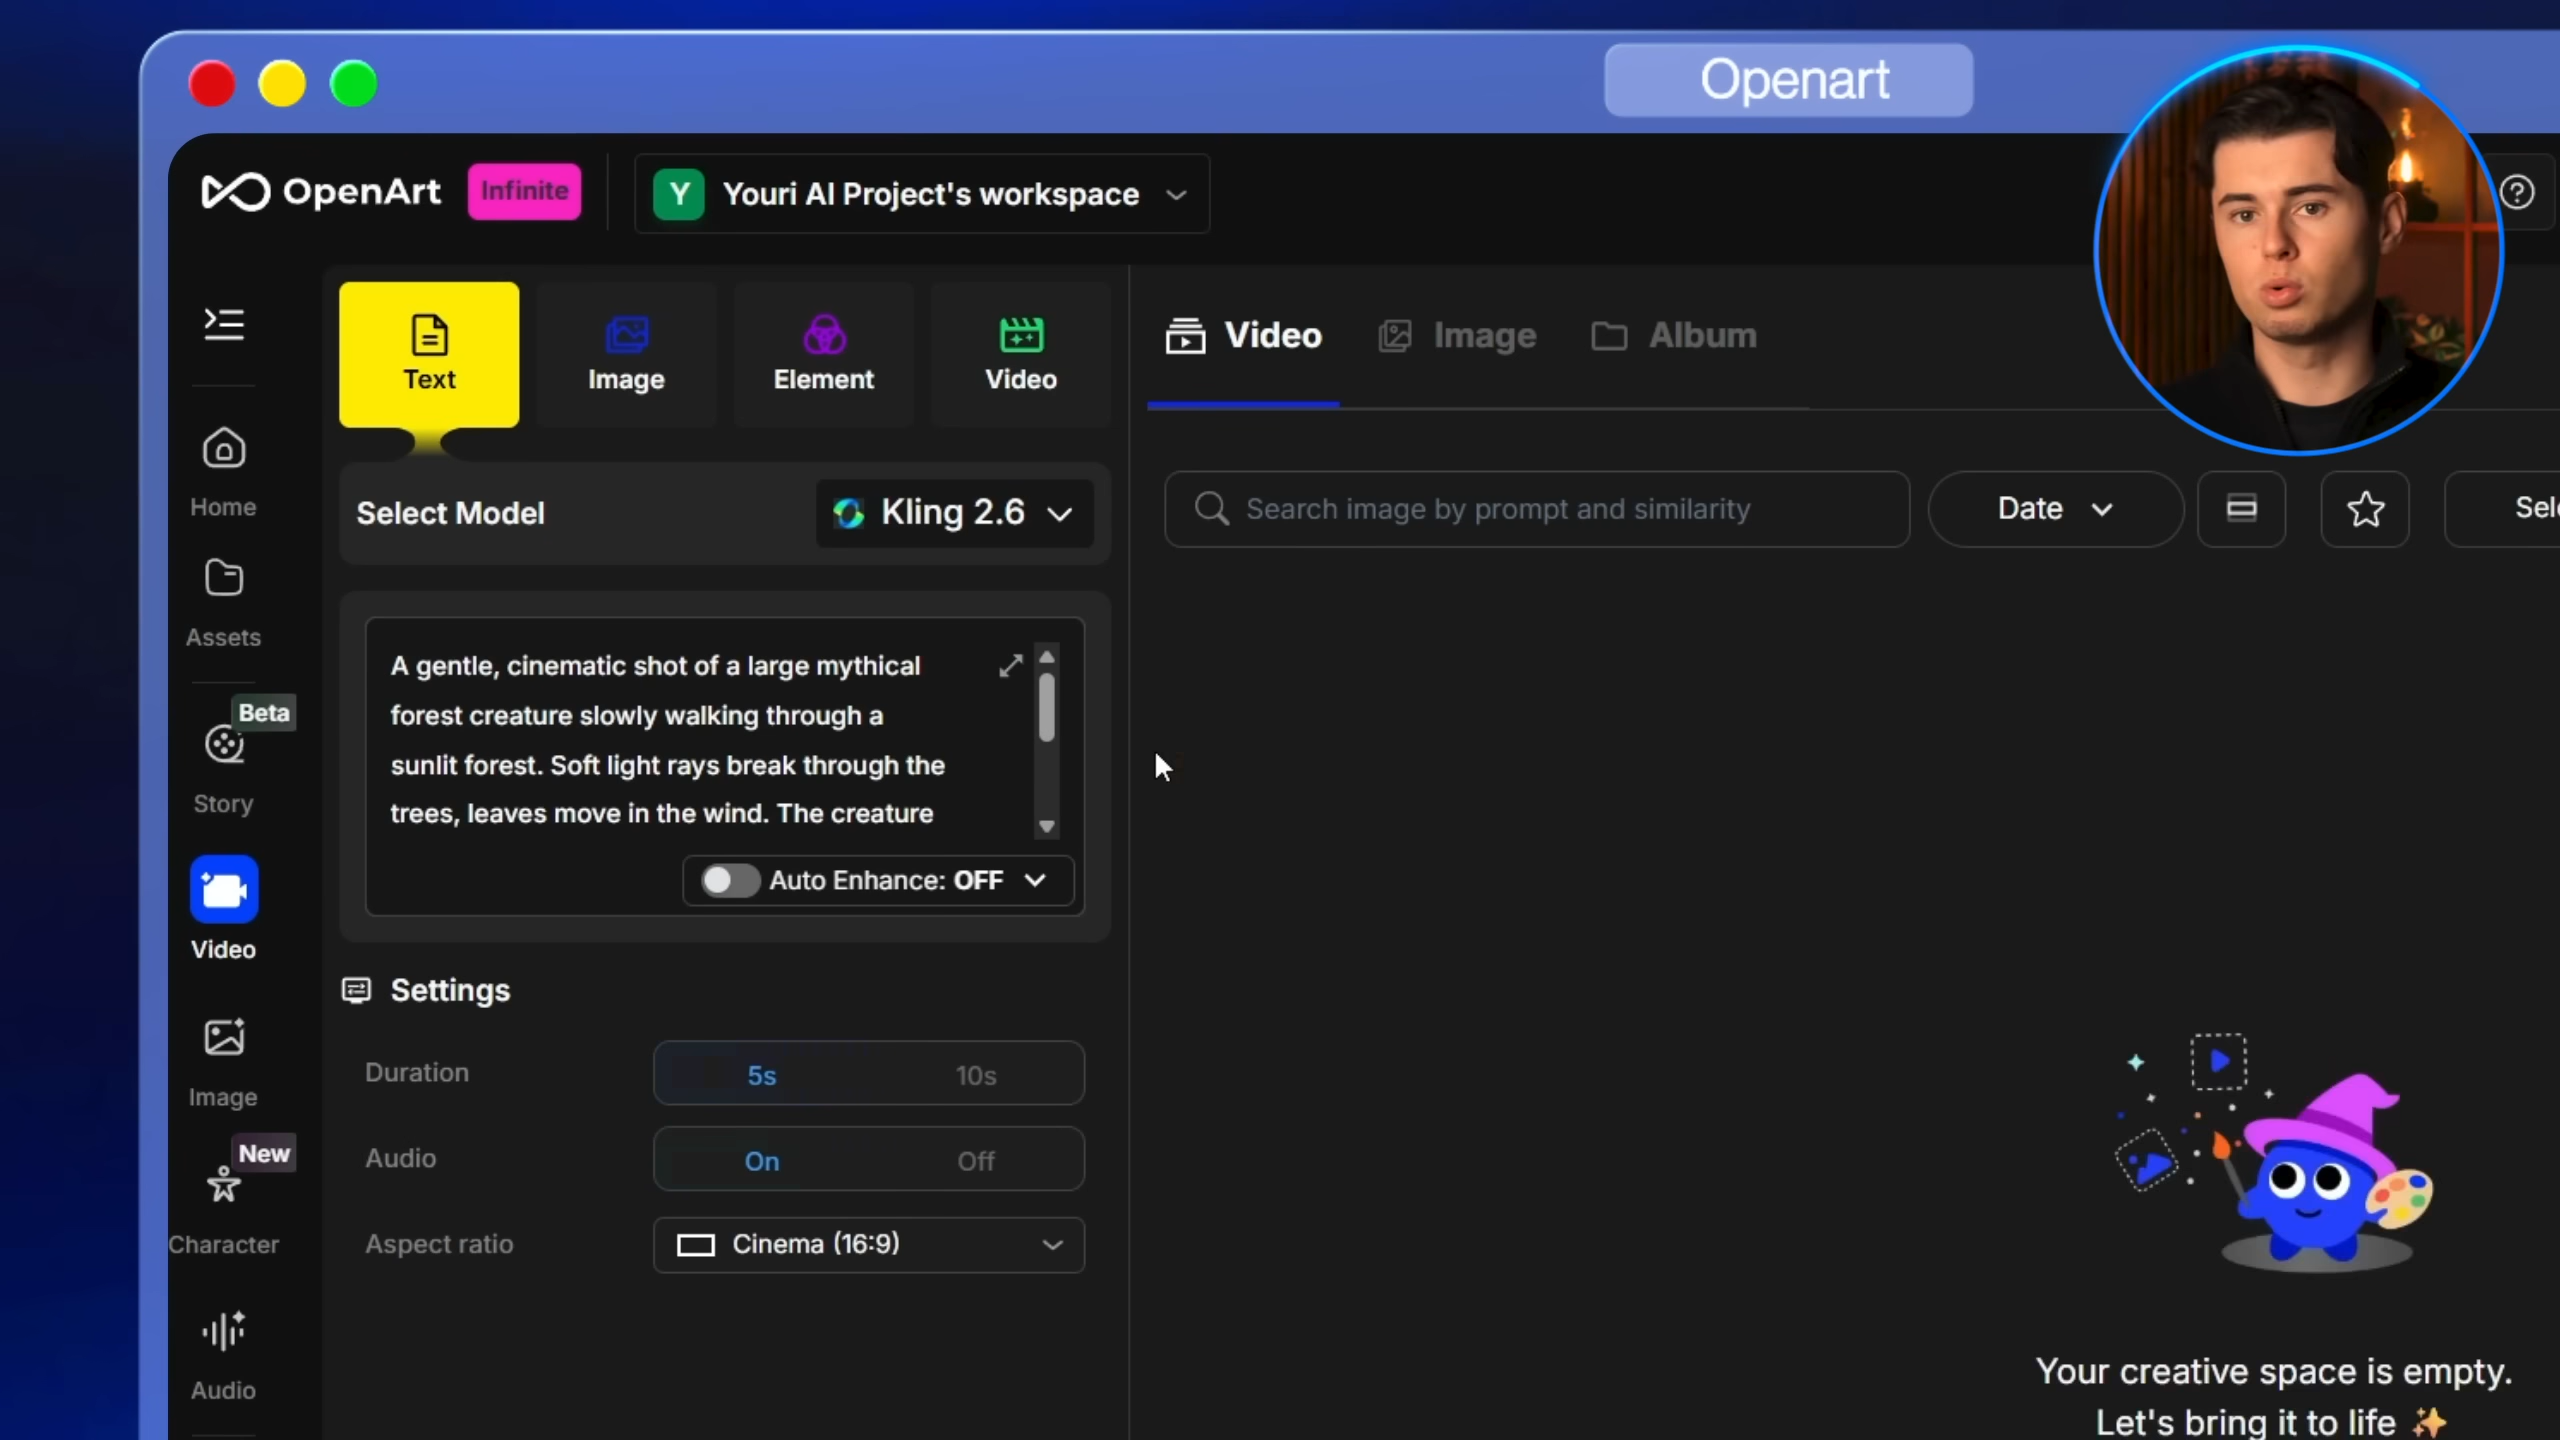 Openart
OpenArt Infinite
Y Youri AI Project's workspace
Text
Image
Element
Video
Video
Image
Album
Home
Assets
Beta
Story
Video
Image
New
Character
Audio
Select Model
Kling 2.6
Search image by prompt and similarity
Date
A gentle, cinematic shot of a large mythical
forest creature slowly walking through a
sunlit forest. Soft light rays break through the
trees, leaves move in the wind. The creature
Auto Enhance: OFF
Settings
Duration
5s
10s
Audio
On
Off
Aspect ratio
Cinema (16:9)
Your creative space is empty.
Let's bring it to life ✨